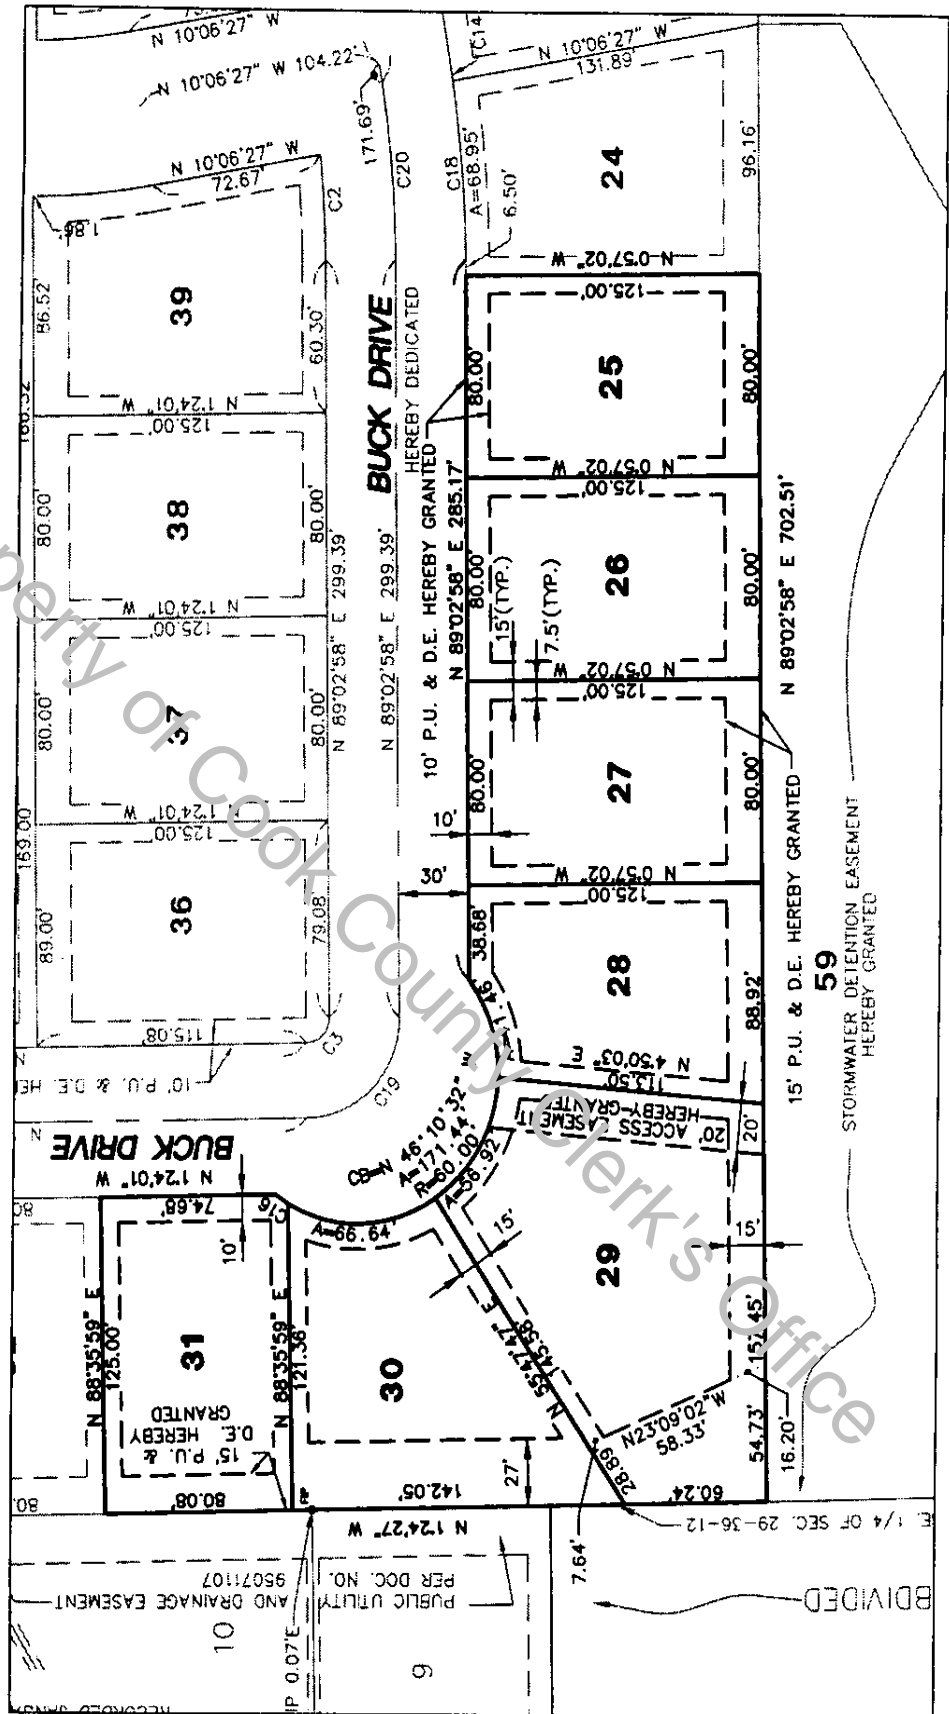 N 10°06'27" W
N 10°06'27" W 104.22'
C14
N 10°06'27" W
131.89'
N 10°06'27" W
72.67'
171.69'
C20
C18
A=68.95'
24
96.16'
C2
6.50'
1.86'
N 0°57'02" W
86.52
39
60.30'
BUCK DRIVE
HEREBY DEDICATED
125.00'
80.00'
25
80.00'
N 1°24'01" W
125.00'
10' P.U. & D.E. HEREBY GRANTED
N 89°02'58" E 285.17'
N 0°57'02" W
125.00'
80.00'
38
80.00'
N 89°02'58" E 299.39'
N 89°02'58" E 299.39'
80.00'
15'(TYP.)
7.5'(TYP.)
26
80.00'
N 89°02'58" E 702.51'
N 1°24'01" W
125.00'
N 0°57'02" W
125.00'
80.00'
37
80.00'
80.00'
27
80.00'
N 1°24'01" W
125.00'
10'
30'
N 0°57'02" W
125.00'
15' P.U. & D.E. HEREBY GRANTED
169.00'
89.00'
36
79.08'
38.68'
28
88.92'
59
STORMWATER DETENTION EASEMENT
HEREBY GRANTED
115.08'
C3
10' P.U. & D.E. HE
C19
N 4°50'03" E
113.50'
20' ACCESS EASEMENT
HEREBY GRANTED
20'
BUCK DRIVE
N
N 1°24'01" W
CB=N 46°10'32" W
A=171.44'
R=60.00'
A=56.92'
74.68'
10'
C16
A=69.94'
15'
29
15'
157.45'
N 88°35'59" E
125.00'
31
N 88°35'59" E
121.36'
30
N 55°47'47" E
145.56'
15' P.U. &
D.E. HEREBY
GRANTED
N23°09'02"W
58.33'
54.73'
16.20'
80.
80.08'
142.05'
27'
28.89'
60.24'
FIP
N 1°24'27" W
7.64'
E. 1/4 OF SEC. 29-36-12
PUBLIC UTILITY AND DRAINAGE EASEMENT
PER DOC. NO. 95071107
BDIVIDED
10
IP 0.07'E
9
perty of Cook County Clerk's Office